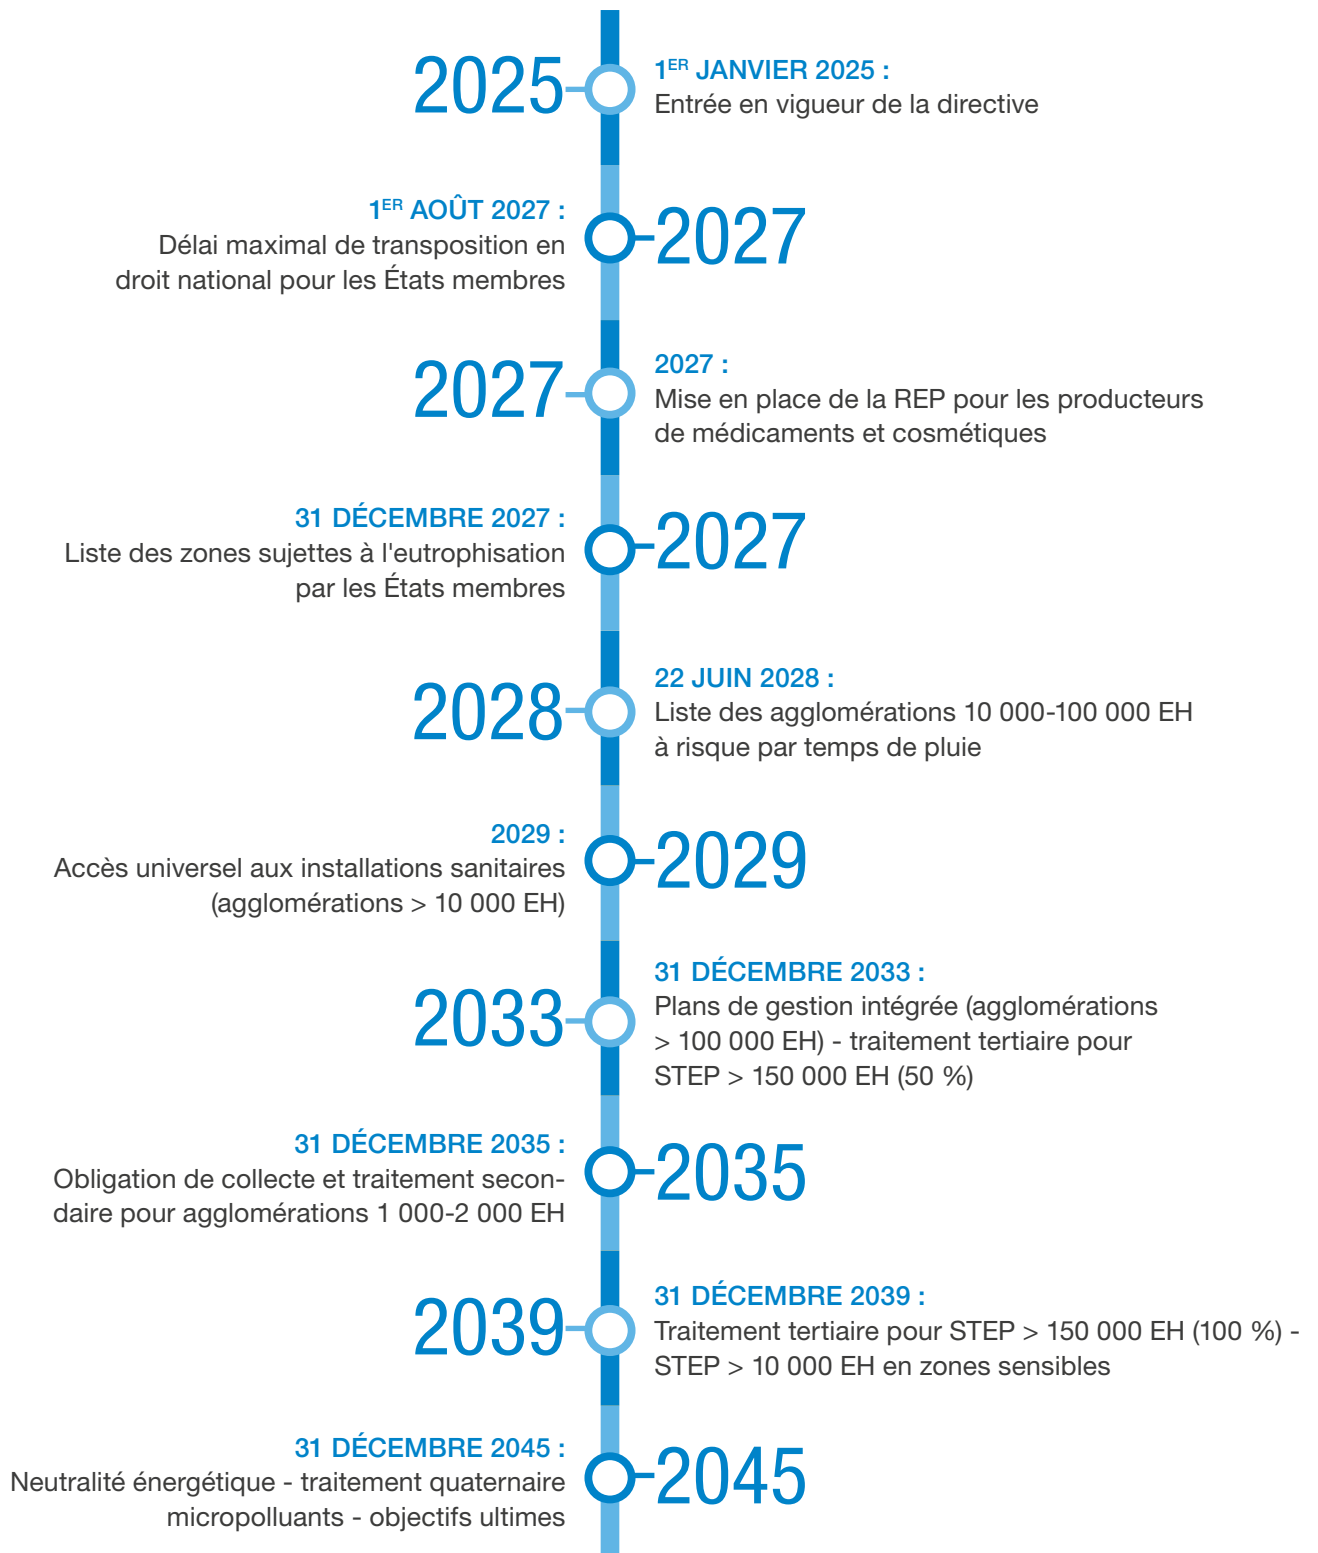 2025
1ER JANVIER 2025 :
Entrée en vigueur de la directive
1ER AOÛT 2027 :
Délai maximal de transposition en
droit national pour les États membres
2027
2027
2027 :
Mise en place de la REP pour les producteurs
de médicaments et cosmétiques
31 DÉCEMBRE 2027 :
Liste des zones sujettes à l'eutrophisation
par les États membres
2027
2028
22 JUIN 2028 :
Liste des agglomérations 10 000-100 000 EH
à risque par temps de pluie
2029 :
Accès universel aux installations sanitaires
(agglomérations > 10 000 EH)
2029
2033
31 DÉCEMBRE 2033 :
Plans de gestion intégrée (agglomérations
> 100 000 EH) - traitement tertiaire pour
STEP > 150 000 EH (50 %)
31 DÉCEMBRE 2035 :
Obligation de collecte et traitement secon-
daire pour agglomérations 1 000-2 000 EH
2035
2039
31 DÉCEMBRE 2039 :
Traitement tertiaire pour STEP > 150 000 EH (100 %) -
STEP > 10 000 EH en zones sensibles
31 DÉCEMBRE 2045 :
Neutralité énergétique - traitement quaternaire
micropolluants - objectifs ultimes
2045